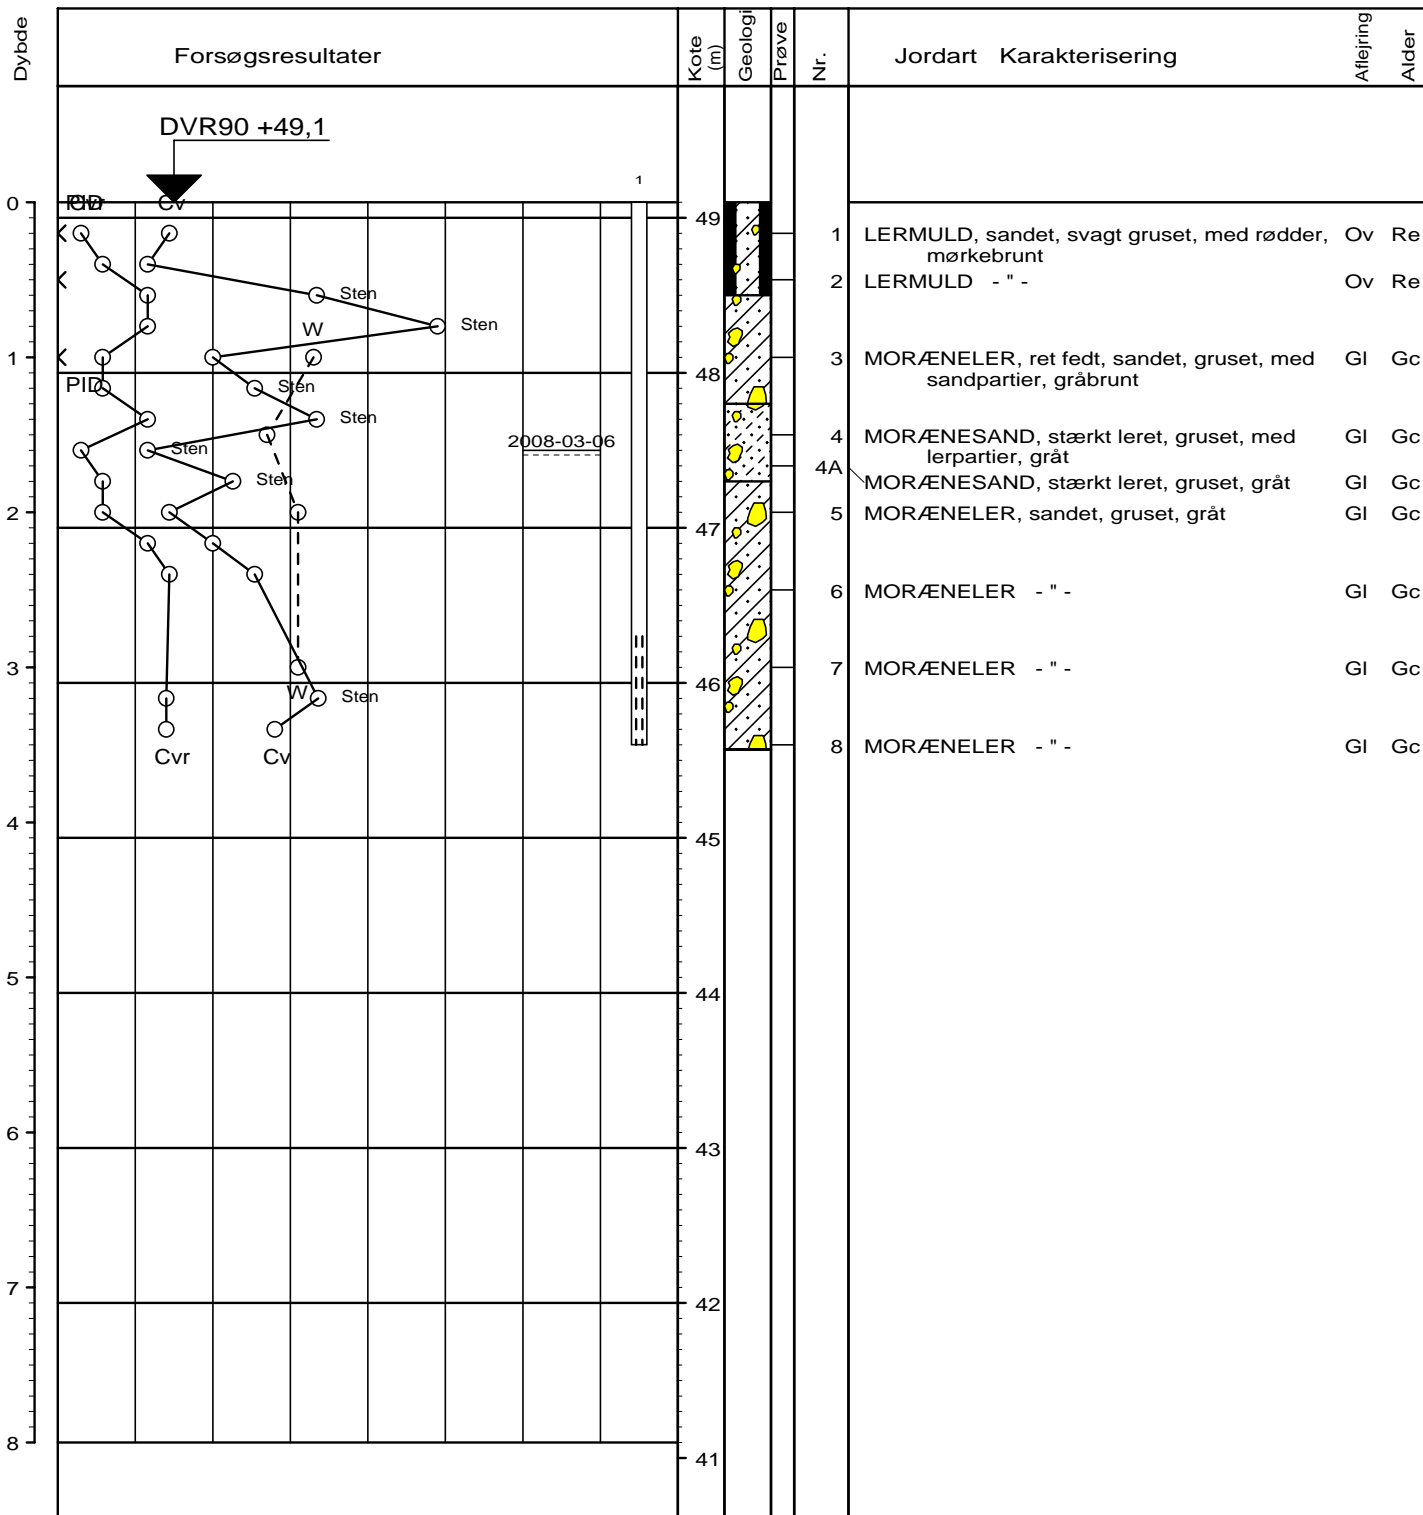 Dybde
Forsøgsresultater
Kote (m)
Geologi
Prøve
Nr.
Jordart Karakterisering
Aflejring
Alder
DVR90 +49,1
1
0
PID
Cvr
Cv
49
1 LERMULD, sandet, svagt gruset, med rødder, Ov Re
mørkebrunt
2 LERMULD - " - Ov Re
Sten
Sten
W
1
3 MORÆNELER, ret fedt, sandet, gruset, med Gl Gc
sandpartier, gråbrunt
48
PID
Sten
Sten
2008-03-06
4 MORÆNESAND, stærkt leret, gruset, med Gl Gc
lerpartier, gråt
Sten
4A
MORÆNESAND, stærkt leret, gruset, gråt Gl Gc
Sten
2
5 MORÆNELER, sandet, gruset, gråt Gl Gc
47
6 MORÆNELER - " - Gl Gc
3
7 MORÆNELER - " - Gl Gc
46
W
Sten
8 MORÆNELER - " - Gl Gc
Cvr
Cv
4
45
5
44
6
43
7
42
8
41